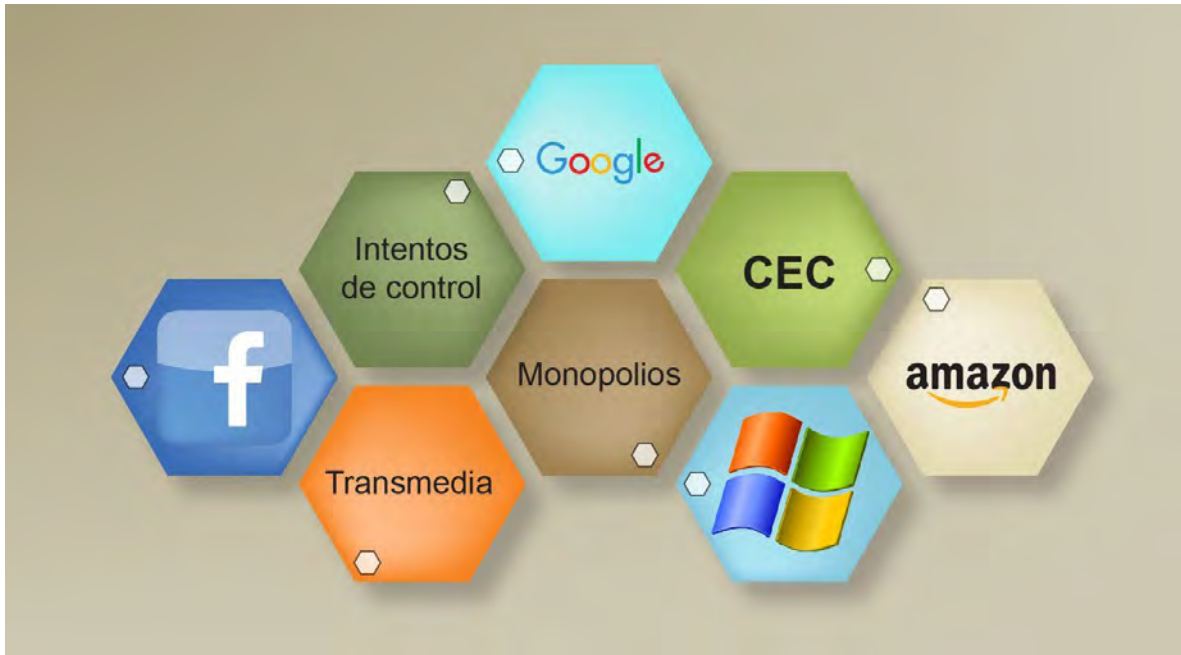 Google
Intentos
de control
CEC
f
Monopolios
amazon
Transmedia